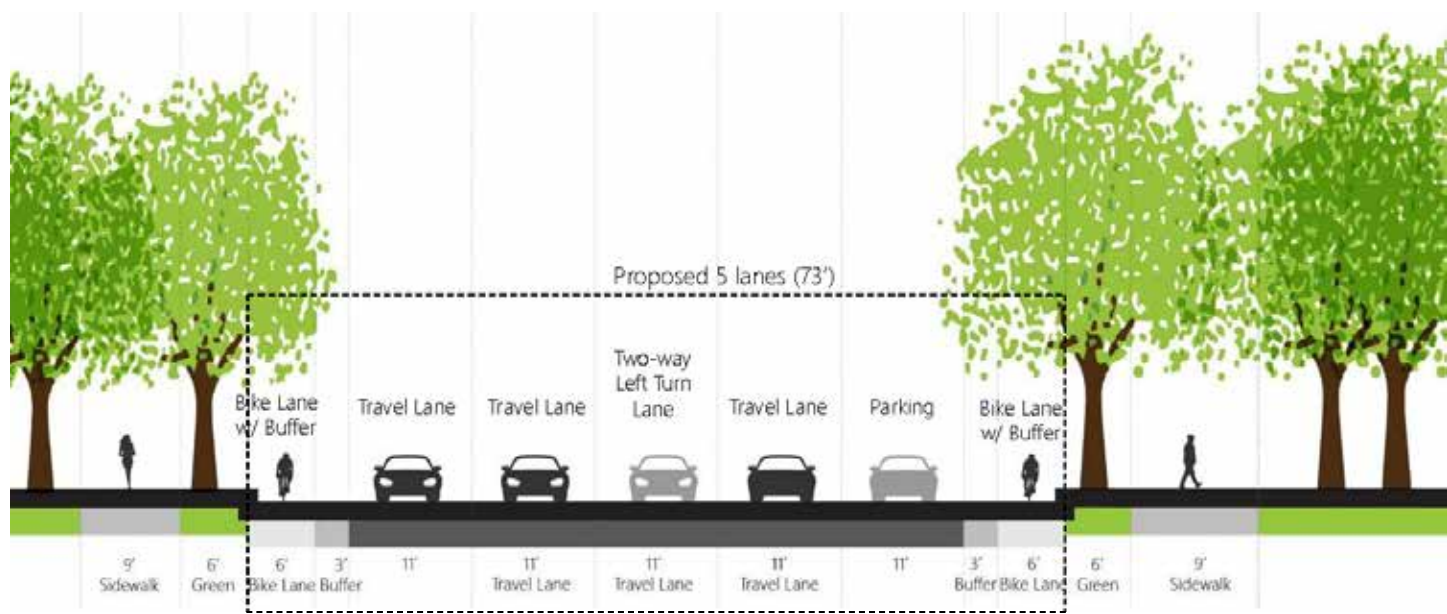 Proposed 5 lanes (73')
Bike Lane
w/ Buffer
Travel Lane
Travel Lane
Two-way
Left Turn
Lane
Travel Lane
Parking
Bike Lane
w/ Buffer
9'
Sidewalk
6'
Green
6'
Bike Lane
3'
Buffer
11'
11'
Travel Lane
11'
Travel Lane
11'
Travel Lane
11'
3'
Buffer
6'
Bike Lane
6'
Green
9'
Sidewalk